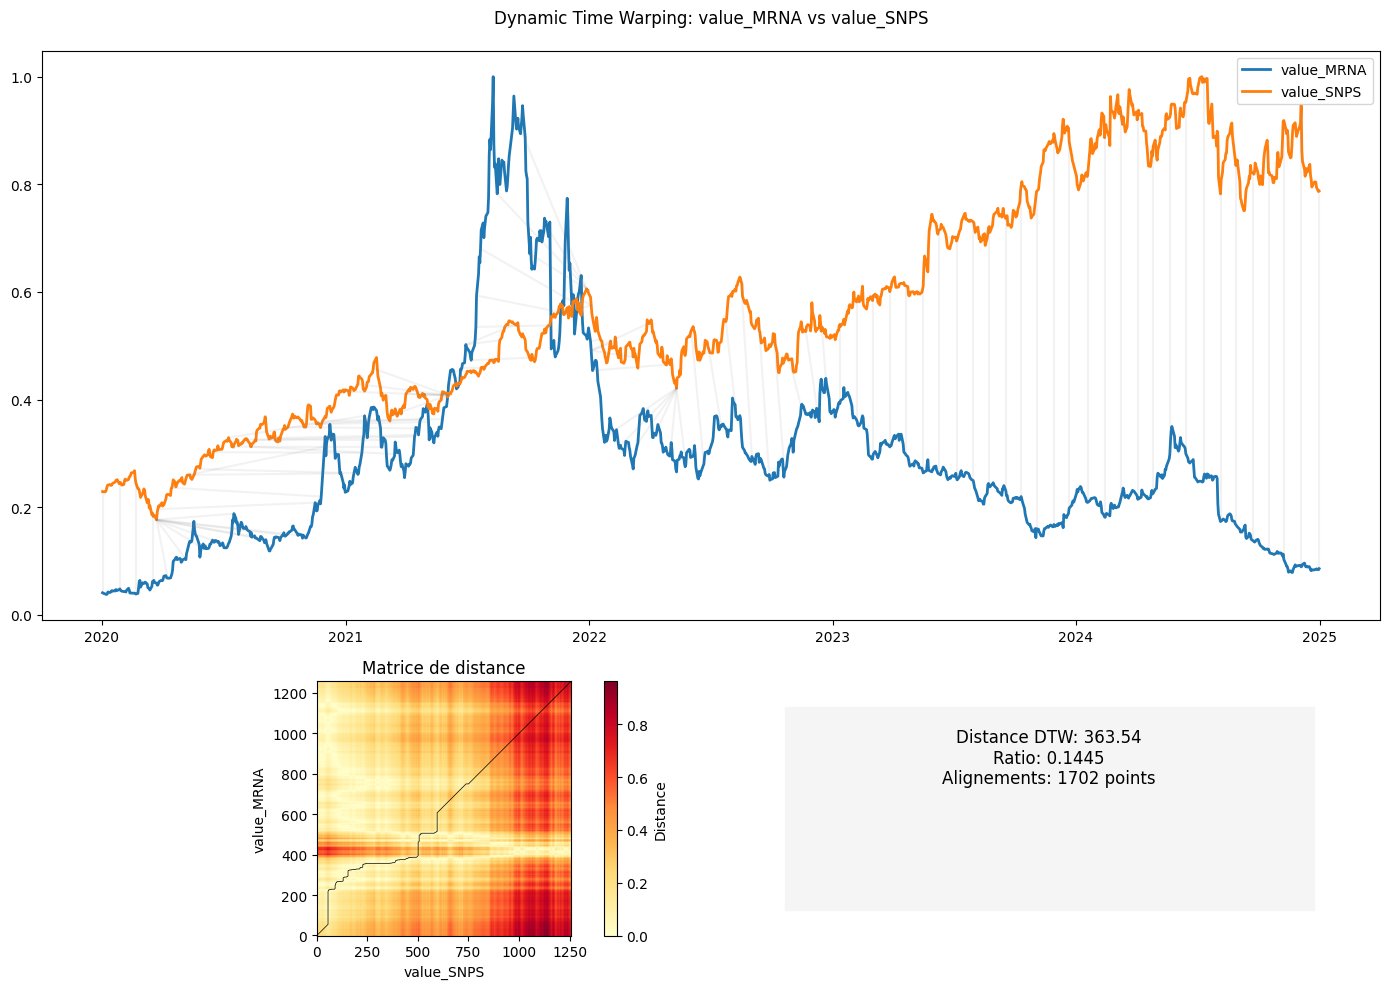 Dynamic Time Warping: value_MRNA vs value_SNPS
value_MRNA
value_SNPS
1.0
0.8
0.6
0.4
0.2
0.0
2020 2021 2022 2023 2024 2025
Matrice de distance
value_MRNA
1200
1000
800
600
400
200
0
0 250 500 750 1000 1250
value_SNPS
0.8
0.6
0.4
0.2
0.0
Distance
Distance DTW: 363.54
Ratio: 0.1445
Alignements: 1702 points